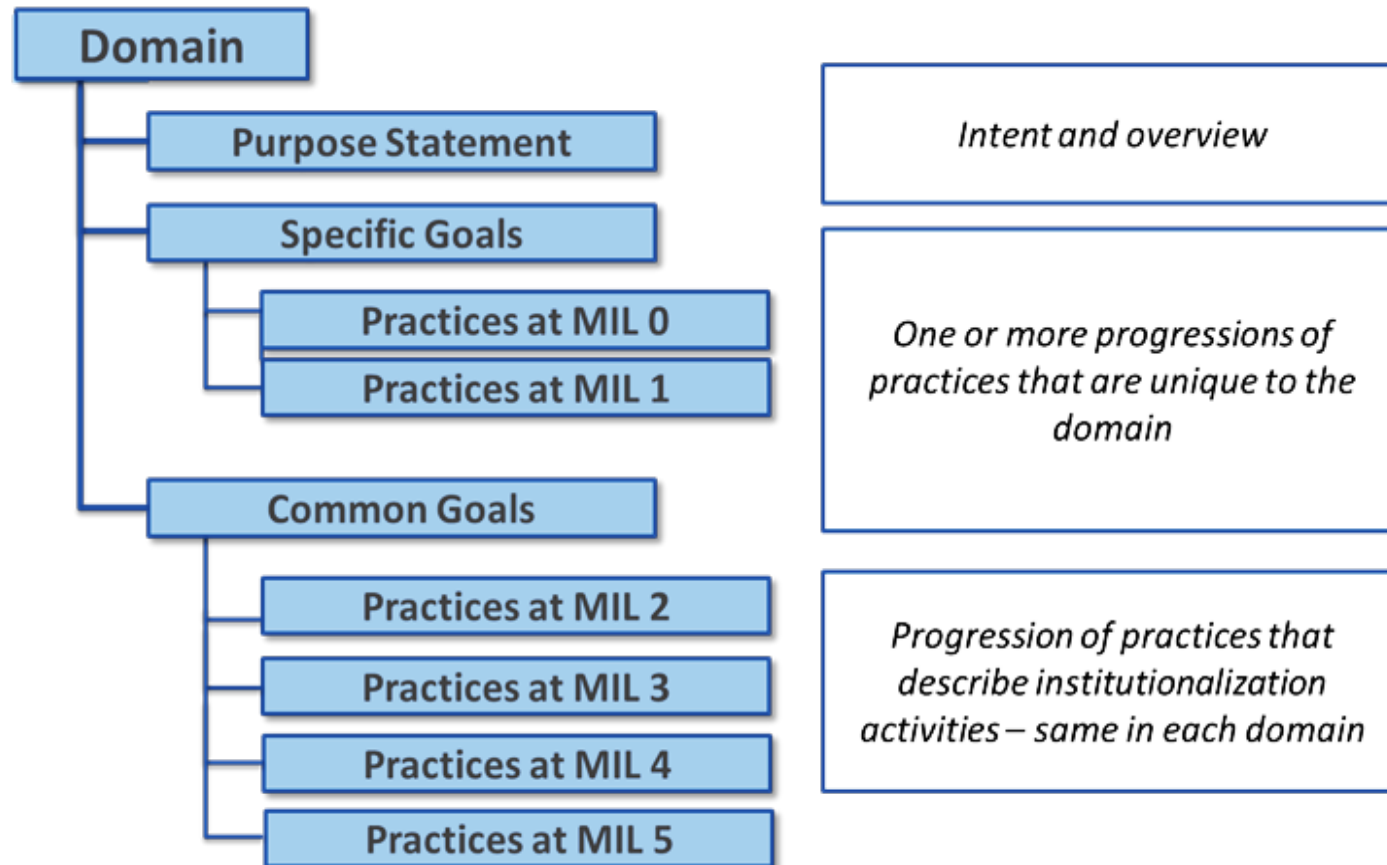 Domain
Purpose Statement
Intent and overview
Specific Goals
Practices at MIL 0
Practices at MIL 1
One or more progressions of
practices that are unique to the
domain
Common Goals
Practices at MIL 2
Practices at MIL 3
Practices at MIL 4
Practices at MIL 5
Progression of practices that
describe institutionalization
activities – same in each domain